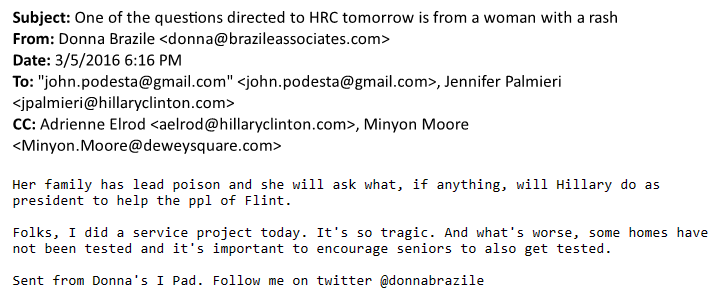 Subject: One of the questions directed to HRC tomorrow is from a woman with a rash
From: Donna Brazile <donna@brazileassociates.com>
Date: 3/5/2016 6:16 PM
To: "john.podesta@gmail.com" <john.podesta@gmail.com>, Jennifer Palmieri
<jpalmieri@hillaryclinton.com>
CC: Adrienne Elrod <aelrod@hillaryclinton.com>, Minyon Moore
<Minyon.Moore@deweysquare.com>
Her family has lead poison and she will ask what, if anything, will Hillary do as
president to help the ppl of Flint.
Folks, I did a service project today. It's so tragic. And what's worse, some homes have
not been tested and it's important to encourage seniors to also get tested.
Sent from Donna's I Pad. Follow me on twitter @donnabrazile